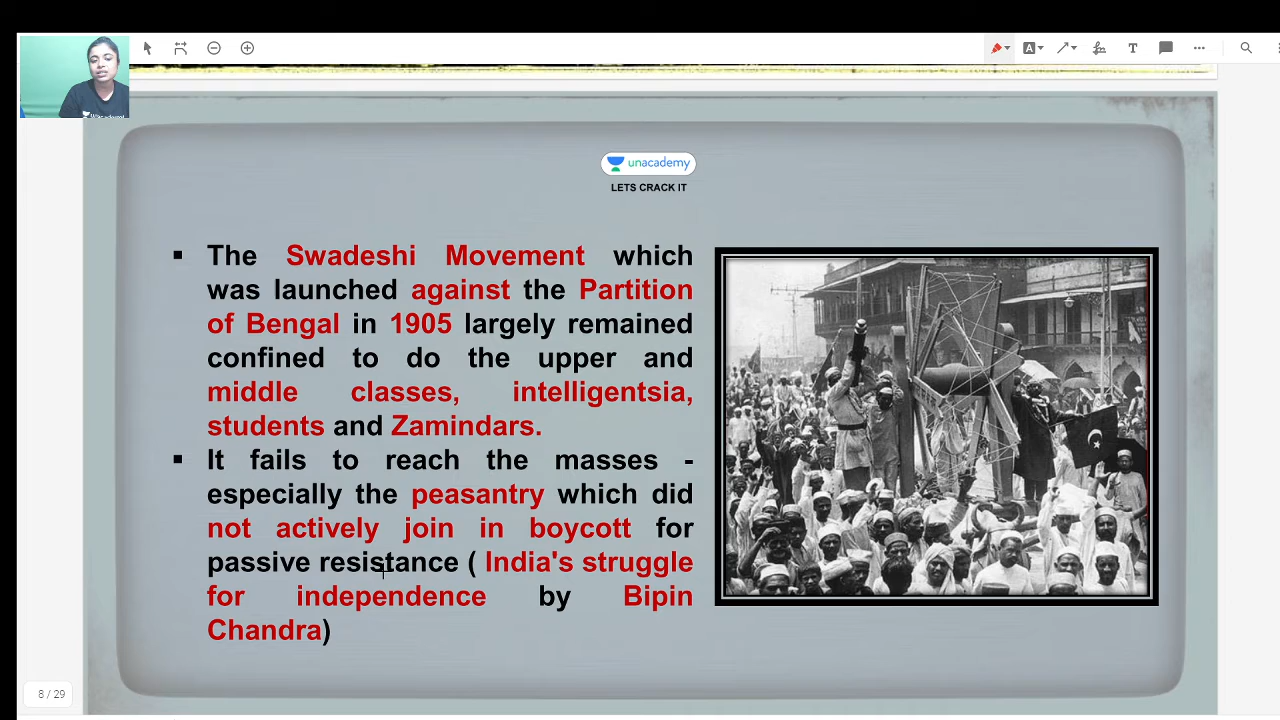 unacademy
LETS CRACK IT
▪ The Swadeshi Movement which
was launched against the Partition
of Bengal in 1905 largely remained
confined to do the upper and
middle classes, intelligentsia,
students and Zamindars.
▪ It fails to reach the masses -
especially the peasantry which did
not actively join in boycott for
passive resistance ( India's struggle
for independence by Bipin
Chandra)
8 / 29